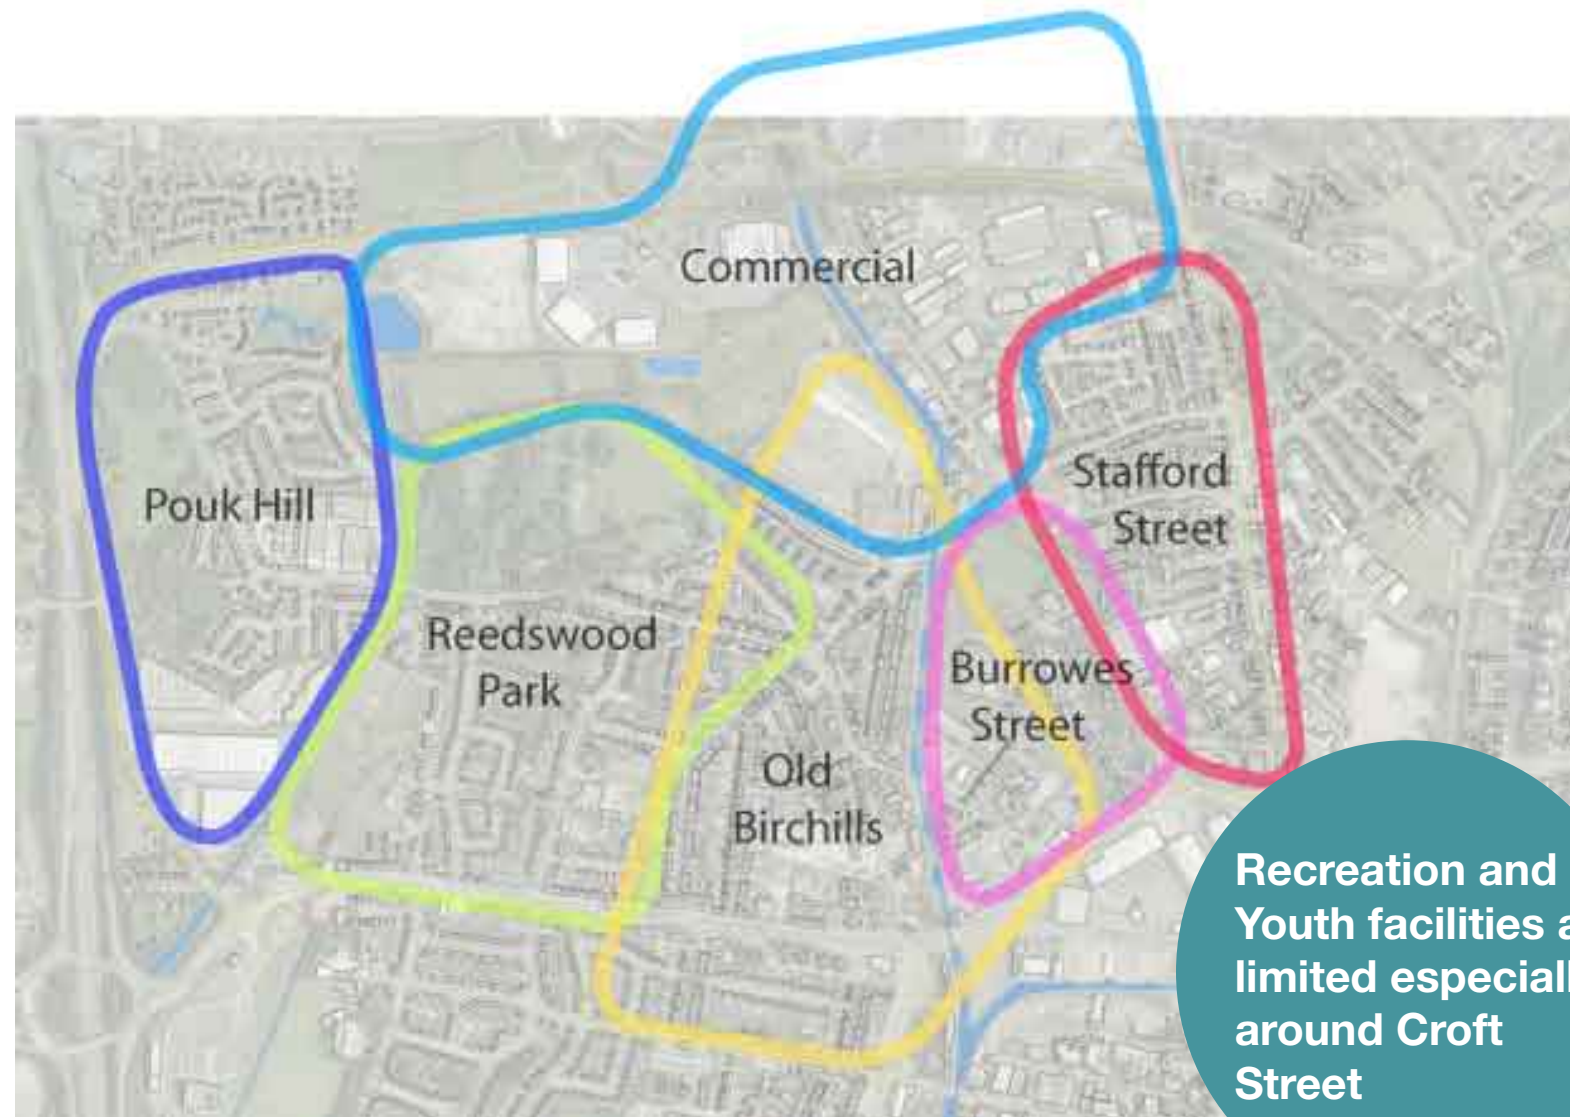 Commercial
Pouk Hill
Stafford
Street
Reedswood
Park
Burrowes
Street
Old
Birchills
Recreation and
Youth facilities a
limited especiall
around Croft
Street